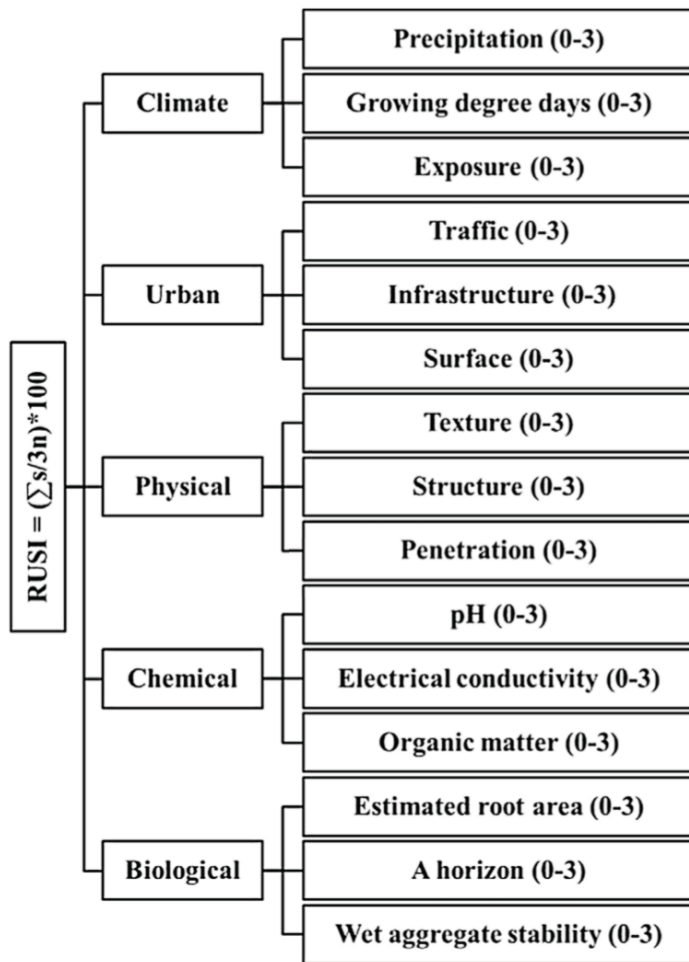 RUSI = (∑s/3n)*100
Climate
Precipitation (0-3)
Growing degree days (0-3)
Exposure (0-3)
Urban
Traffic (0-3)
Infrastructure (0-3)
Surface (0-3)
Physical
Texture (0-3)
Structure (0-3)
Penetration (0-3)
Chemical
pH (0-3)
Electrical conductivity (0-3)
Organic matter (0-3)
Biological
Estimated root area (0-3)
A horizon (0-3)
Wet aggregate stability (0-3)